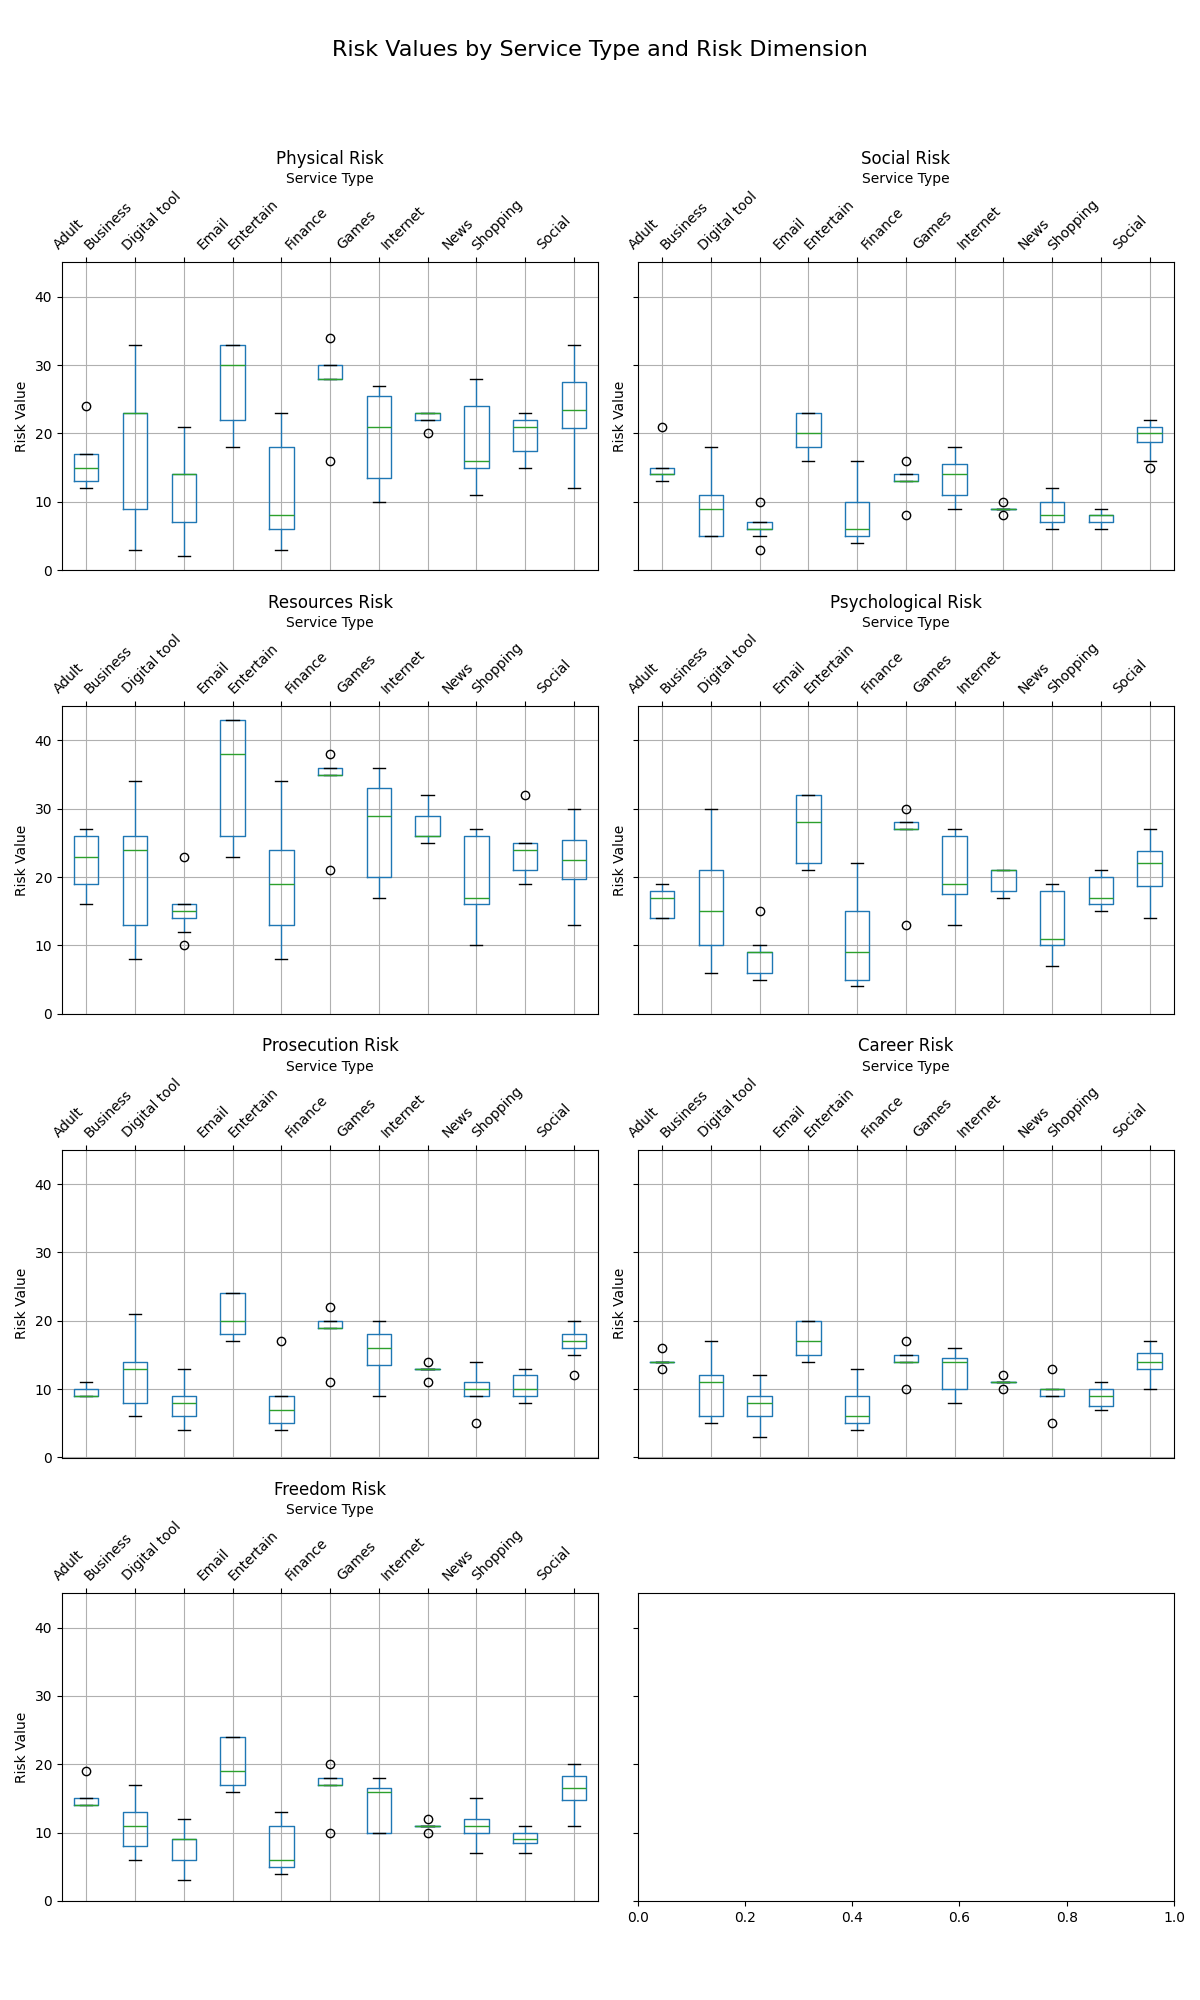 Risk Values by Service Type and Risk Dimension
Physical Risk
Service Type
Adult Business Digital tool Email Entertain Finance Games Internet News Shopping Social
Risk Value
40
30
20
10
0
Social Risk
Service Type
Adult Business Digital tool Email Entertain Finance Games Internet News Shopping Social
Risk Value
Resources Risk
Service Type
Adult Business Digital tool Email Entertain Finance Games Internet News Shopping Social
Risk Value
40
30
20
10
0
Psychological Risk
Service Type
Adult Business Digital tool Email Entertain Finance Games Internet News Shopping Social
Risk Value
Prosecution Risk
Service Type
Adult Business Digital tool Email Entertain Finance Games Internet News Shopping Social
Risk Value
40
30
20
10
0
Career Risk
Service Type
Adult Business Digital tool Email Entertain Finance Games Internet News Shopping Social
Risk Value
Freedom Risk
Service Type
Adult Business Digital tool Email Entertain Finance Games Internet News Shopping Social
Risk Value
40
30
20
10
0
0.0 0.2 0.4 0.6 0.8 1.0